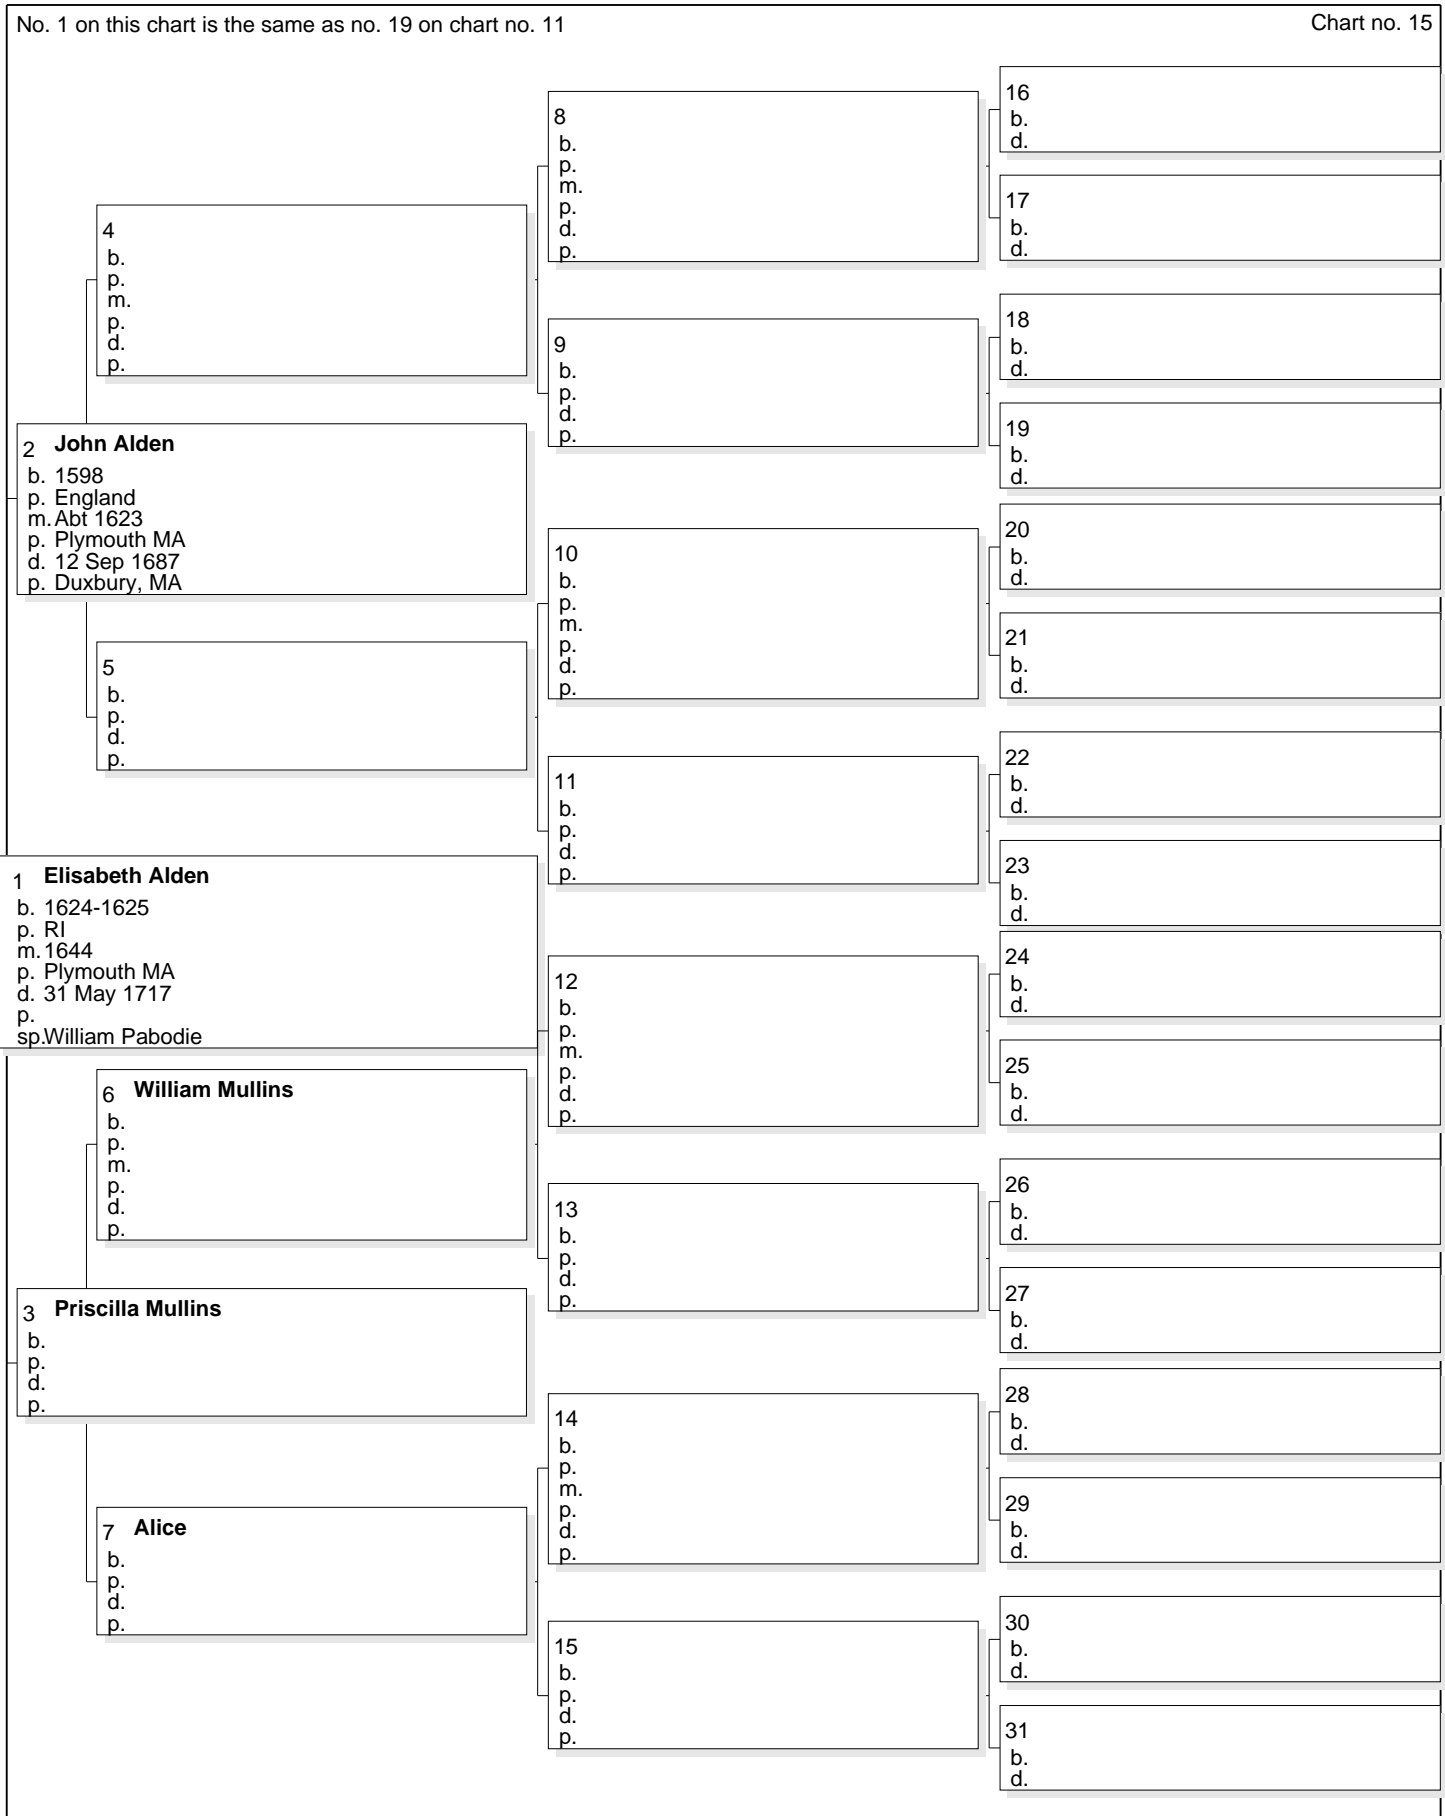 No. 1 on this chart is the same as no. 19 on chart no. 11
Chart no. 15
16
b.
d.
8
b.
p.
m.
p.
d.
p.
17
b.
d.
4
b.
p.
m.
p.
d.
p.
18
b.
d.
9
b.
p.
d.
p.
19
b.
d.
2 John Alden
b. 1598
p. England
m. Abt 1623
p. Plymouth MA
d. 12 Sep 1687
p. Duxbury, MA
20
b.
d.
10
b.
p.
m.
p.
d.
p.
21
b.
d.
5
b.
p.
d.
p.
22
b.
d.
11
b.
p.
d.
p.
23
b.
d.
1 Elisabeth Alden
b. 1624-1625
p. RI
m. 1644
p. Plymouth MA
d. 31 May 1717
p.
sp.William Pabodie
24
b.
d.
12
b.
p.
m.
p.
d.
p.
25
b.
d.
6 William Mullins
b.
p.
m.
p.
d.
p.
26
b.
d.
13
b.
p.
d.
p.
27
b.
d.
3 Priscilla Mullins
b.
p.
d.
p.
28
b.
d.
14
b.
p.
m.
p.
d.
p.
29
b.
d.
7 Alice
b.
p.
d.
p.
30
b.
d.
15
b.
p.
d.
p.
31
b.
d.